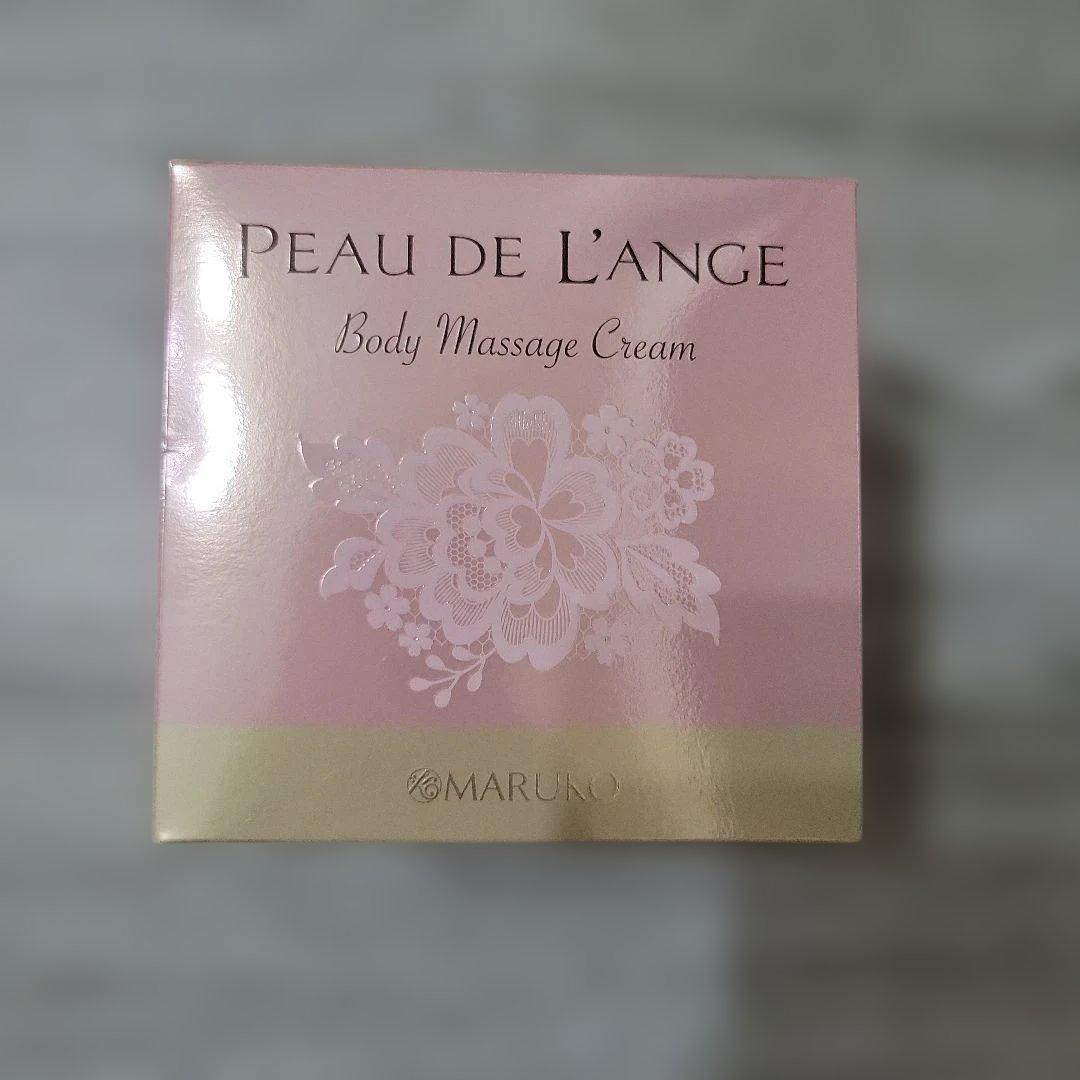 PEAU DE L'ANGE
Body Massage Cream
MARUKO